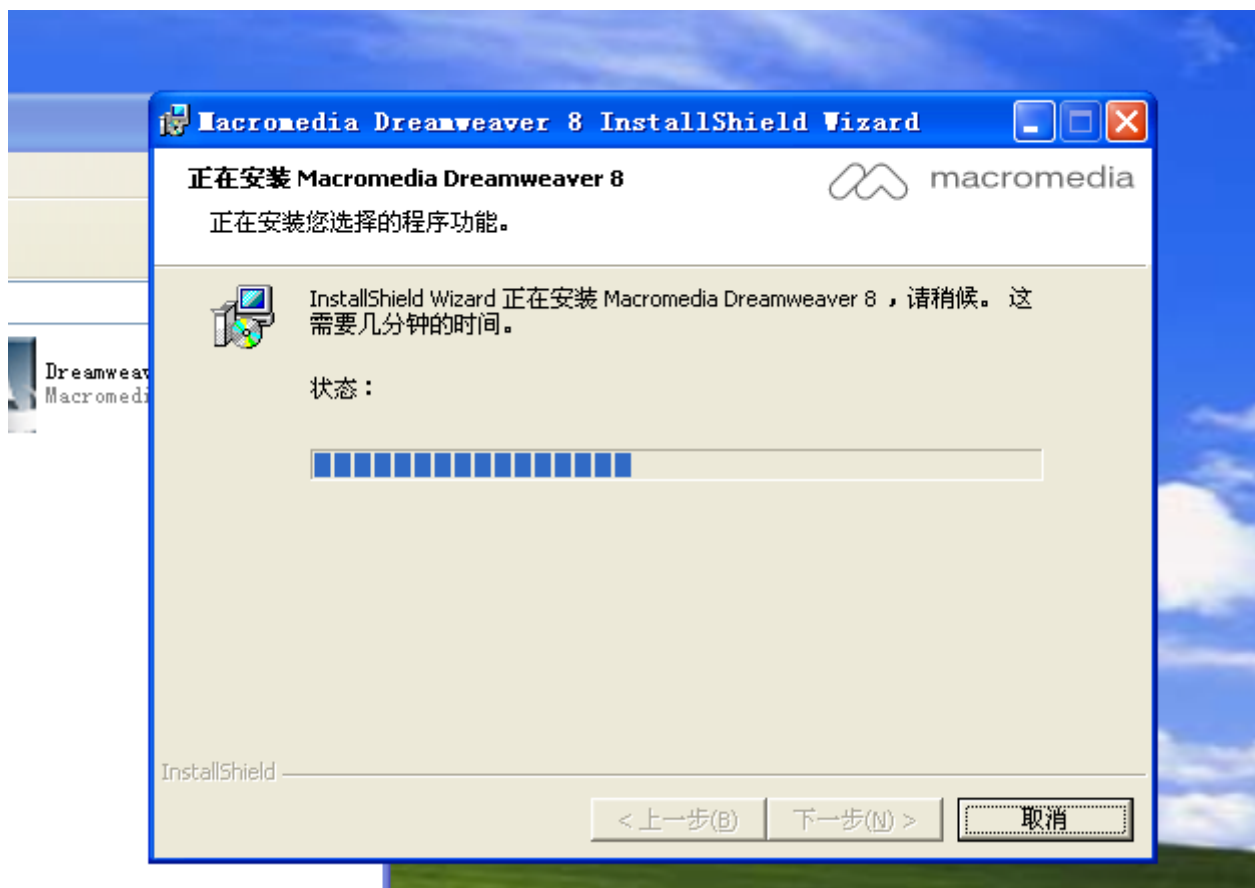 Macromedia Dreamweaver 8 InstallShield Wizard
正在安装 Macromedia Dreamweaver 8
macromedia
正在安装您选择的程序功能。
InstallShield Wizard 正在安装 Macromedia Dreamweaver 8 ，请稍候。 这
需要几分钟的时间。
Dreamweav
Macromedi
状态：
InstallShield
< 上一步(B)
下一步(N) >
取消